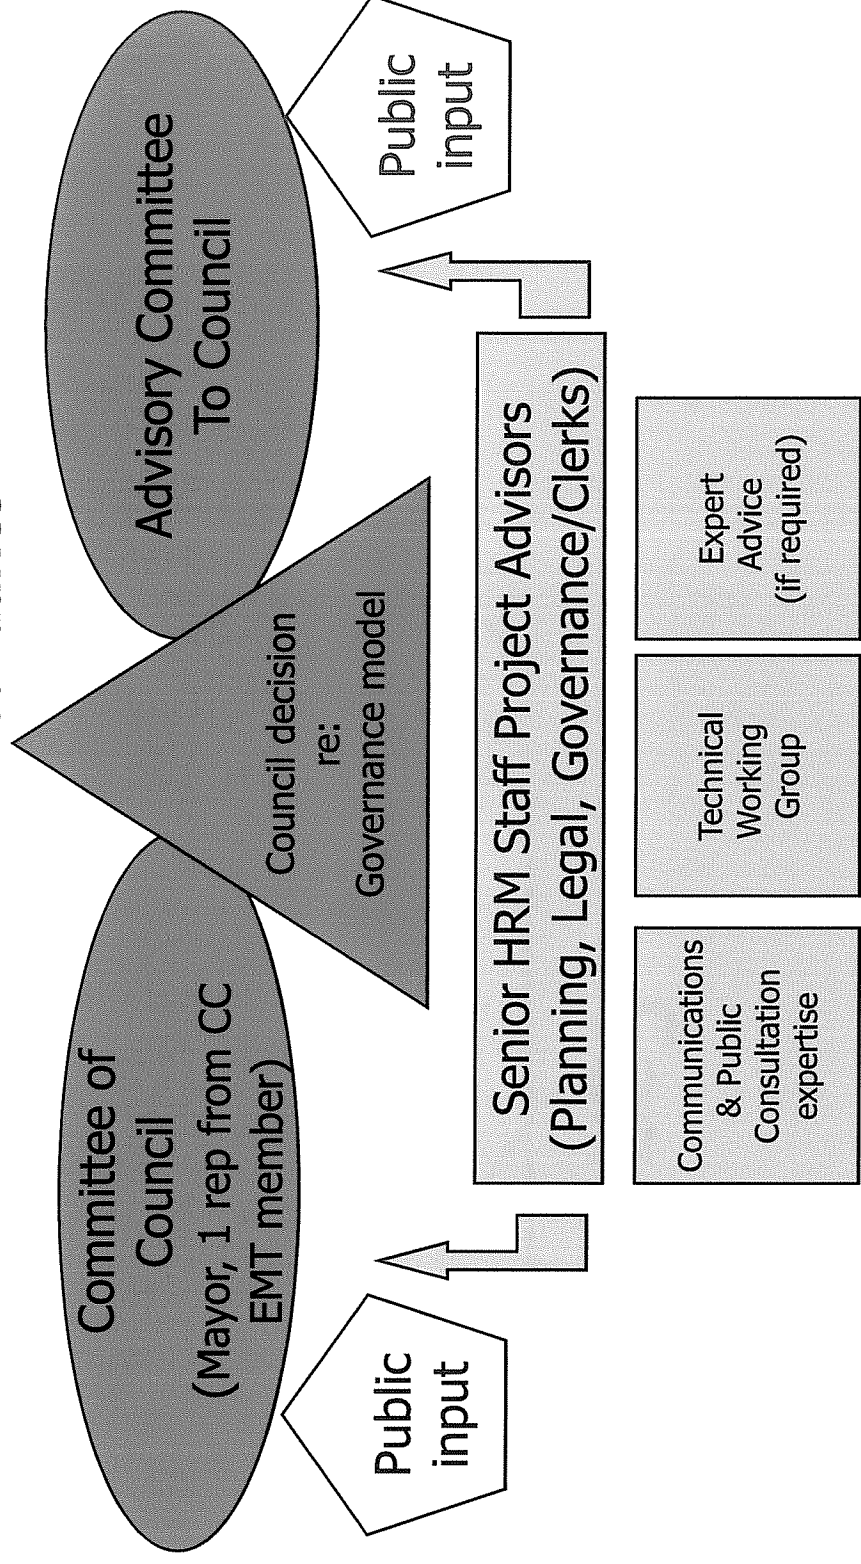 Committee of
Council
(Mayor, 1 rep from CC
EMT member)
Council decision
re:
Governance model
Advisory Committee
To Council
Public
input
Public
input
Senior HRM Staff Project Advisors
(Planning, Legal, Governance/Clerks)
Communications
& Public
Consultation
expertise
Technical
Working
Group
Expert
Advice
(if required)